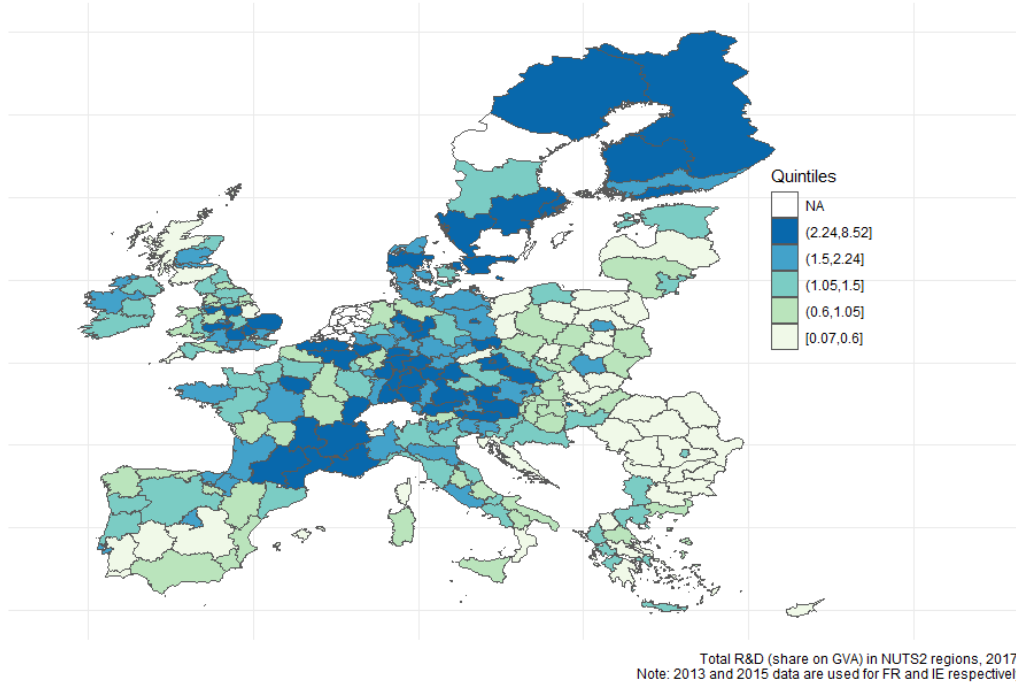 Quintiles
NA
(2.24,8.52]
(1.5,2.24]
(1.05,1.5]
(0.6,1.05]
[0.07,0.6]
Total R&D (share on GVA) in NUTS2 regions, 2017
Note: 2013 and 2015 data are used for FR and IE respectivel